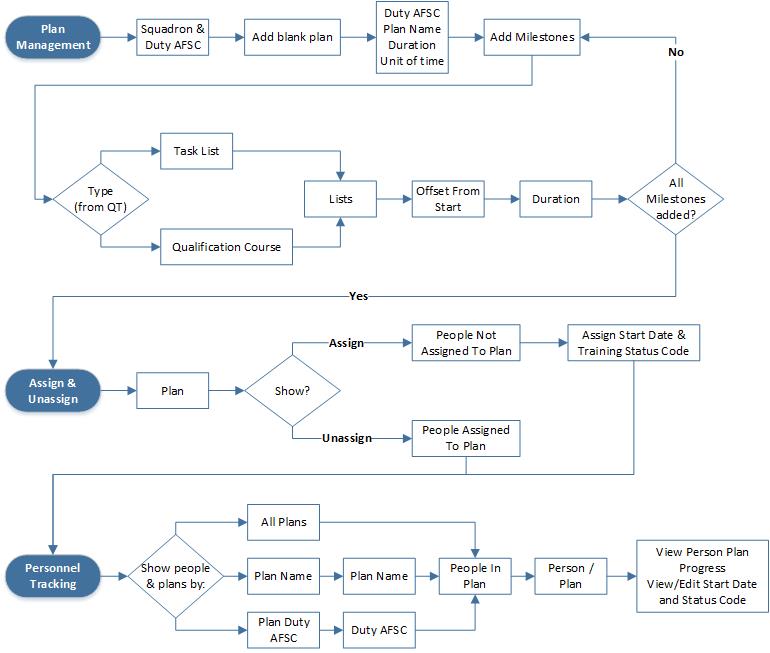 Plan
Management
Squadron &
Duty AFSC
Add blank plan
Duty AFSC
Plan Name
Duration
Unit of time
Add Milestones
No
Type
(from QT)
Task List
Qualification Course
Lists
Offset From
Start
Duration
All
Milestones
added?
Yes
Assign &
Unassign
Plan
Show?
Assign
People Not
Assigned To Plan
Assign Start Date &
Training Status Code
Unassign
People Assigned
To Plan
Personnel
Tracking
Show people
& plans by:
All Plans
Plan Name
Plan Name
People In
Plan
Person /
Plan
View Person Plan
Progress
View/Edit Start Date
and Status Code
Plan Duty
AFSC
Duty AFSC